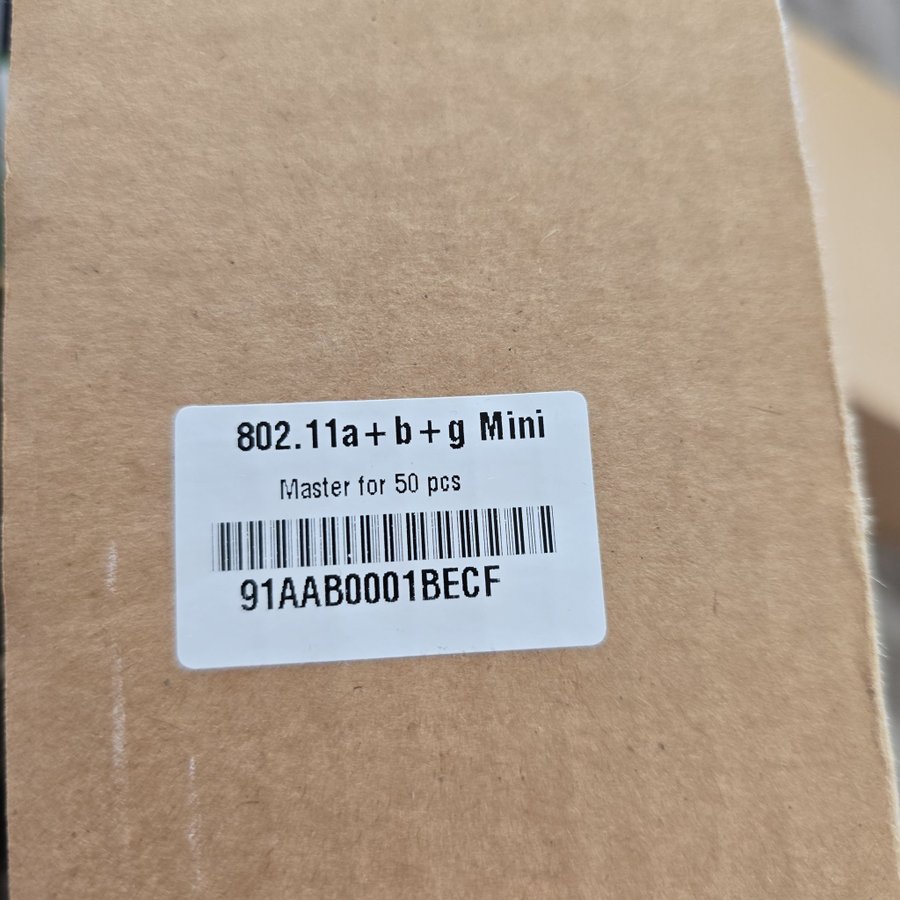 802.11a+b+g Mini
Master for 50 pcs
91AAB0001BECF